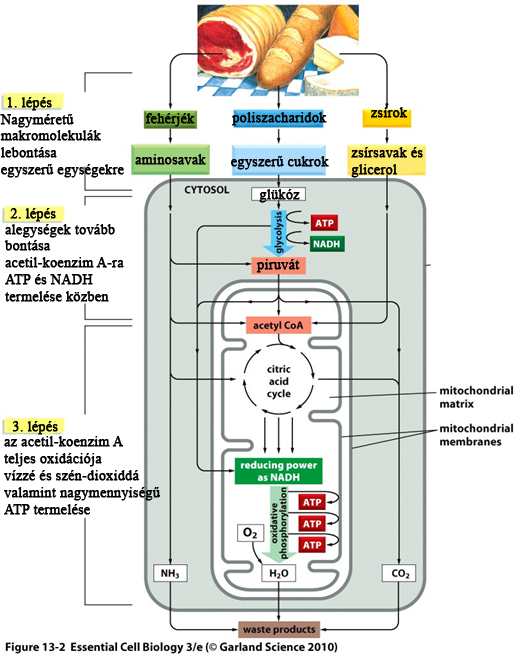 1. lépés
Nagyméretű
makromolekulák
lebontása
egyszerű egységekre
fehérjék
poliszacharidok
zsírok
aminosavak
egyszerű cukrok
zsírsavak és
glicerol
CYTOSOL
glükóz
2. lépés
alegységek tovább
bontása
acetil-koenzim A-ra
ATP és NADH
termelése közben
glycolysis
ATP
NADH
piruvát
acetyl CoA
citric
acid
cycle
mitochondrial
matrix
mitochondrial
membranes
3. lépés
az acetil-koenzim A
teljes oxidációja
vízzé és szén-dioxiddá
valamint nagymennyiségű
ATP termelése
reducing power
as NADH
oxidative
phosphorylation
ATP
ATP
ATP
O₂
NH₃
H₂O
CO₂
waste products
Figure 13-2 Essential Cell Biology 3/e (© Garland Science 2010)